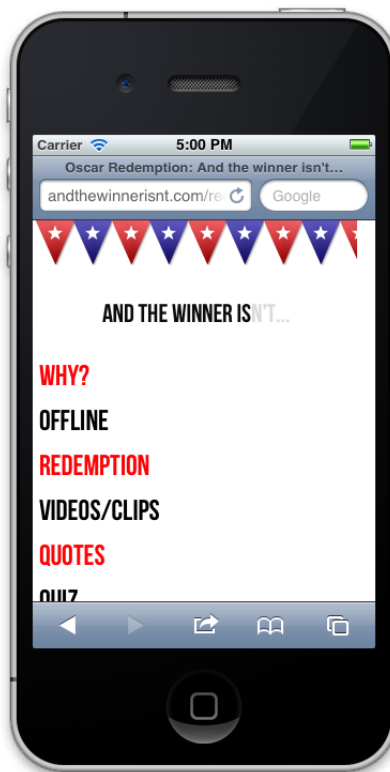 Carrier 5:00 PM
Oscar Redemption: And the winner isn't...
andthewinnerisnt.com/re Google
AND THE WINNER ISN'T...
WHY?
OFFLINE
REDEMPTION
VIDEOS/CLIPS
QUOTES
QUIZ